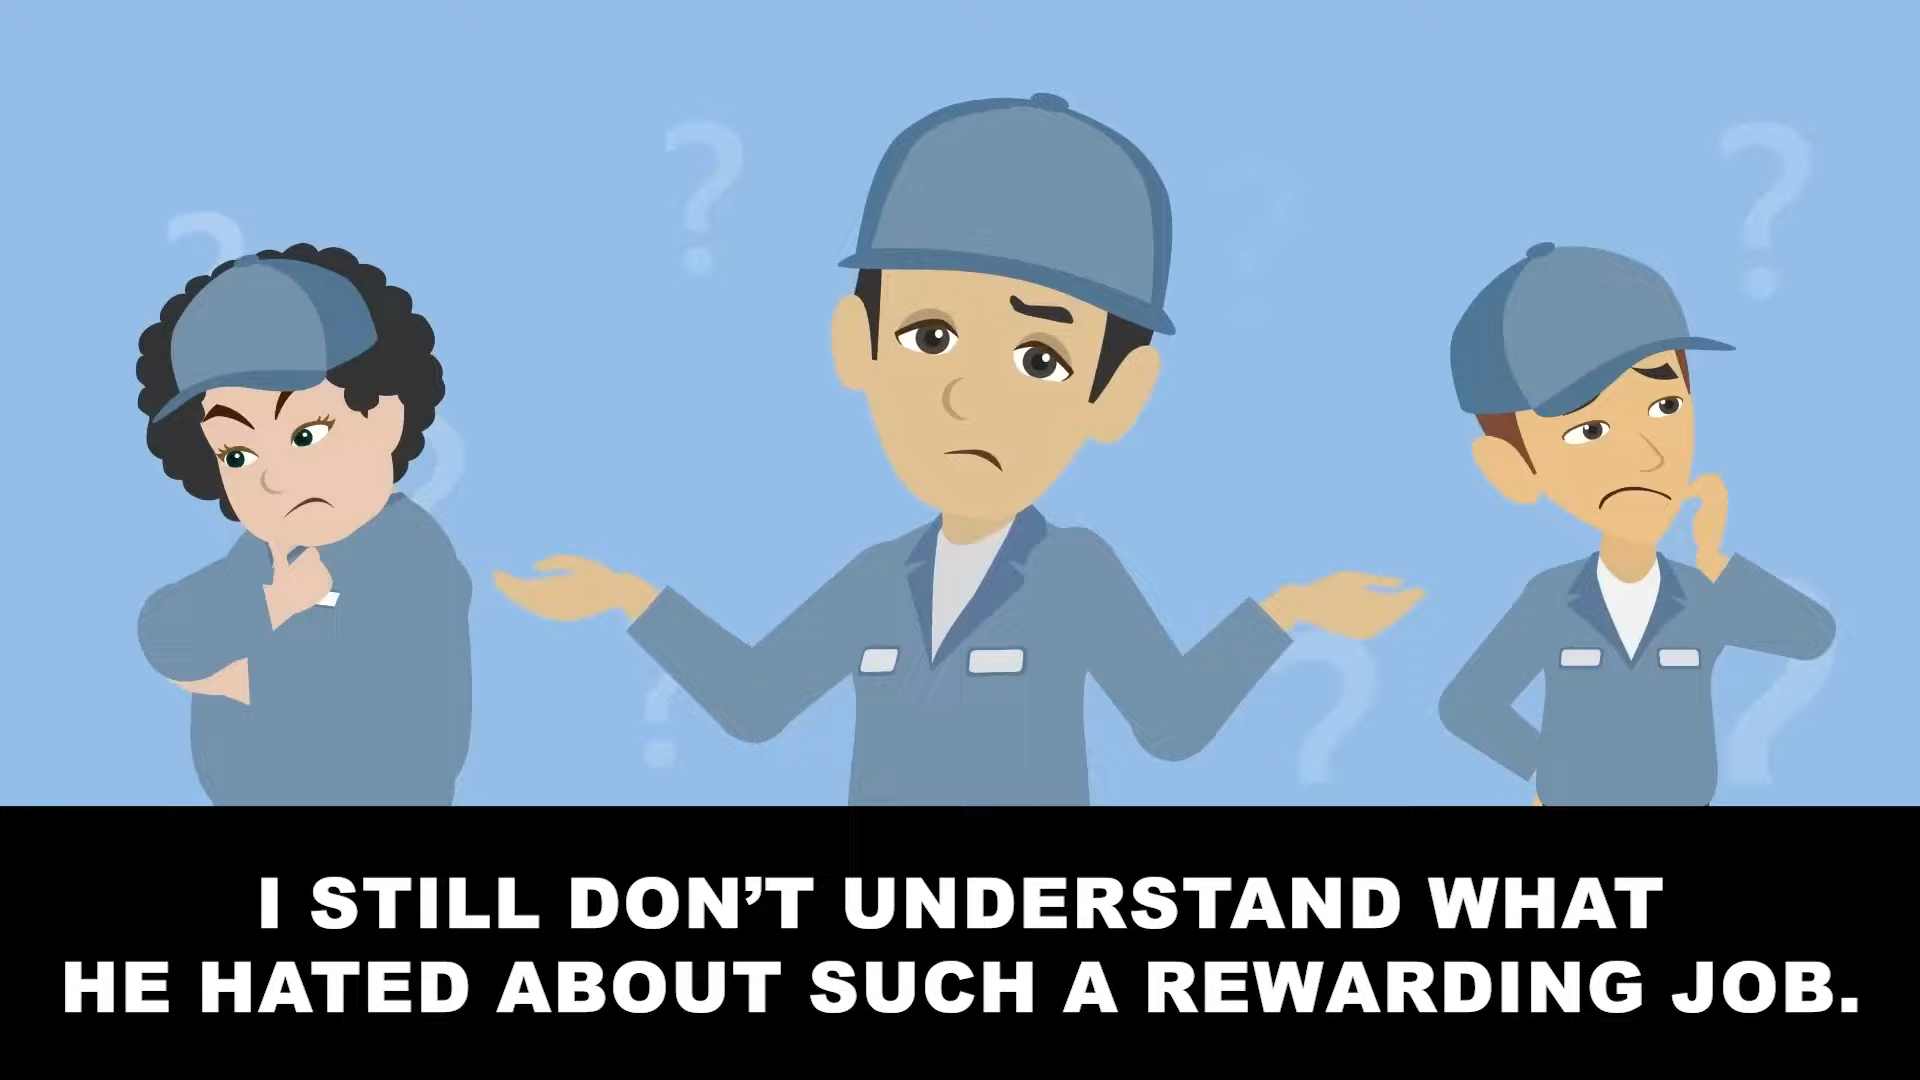 I STILL DON’T UNDERSTAND WHAT
HE HATED ABOUT SUCH A REWARDING JOB.